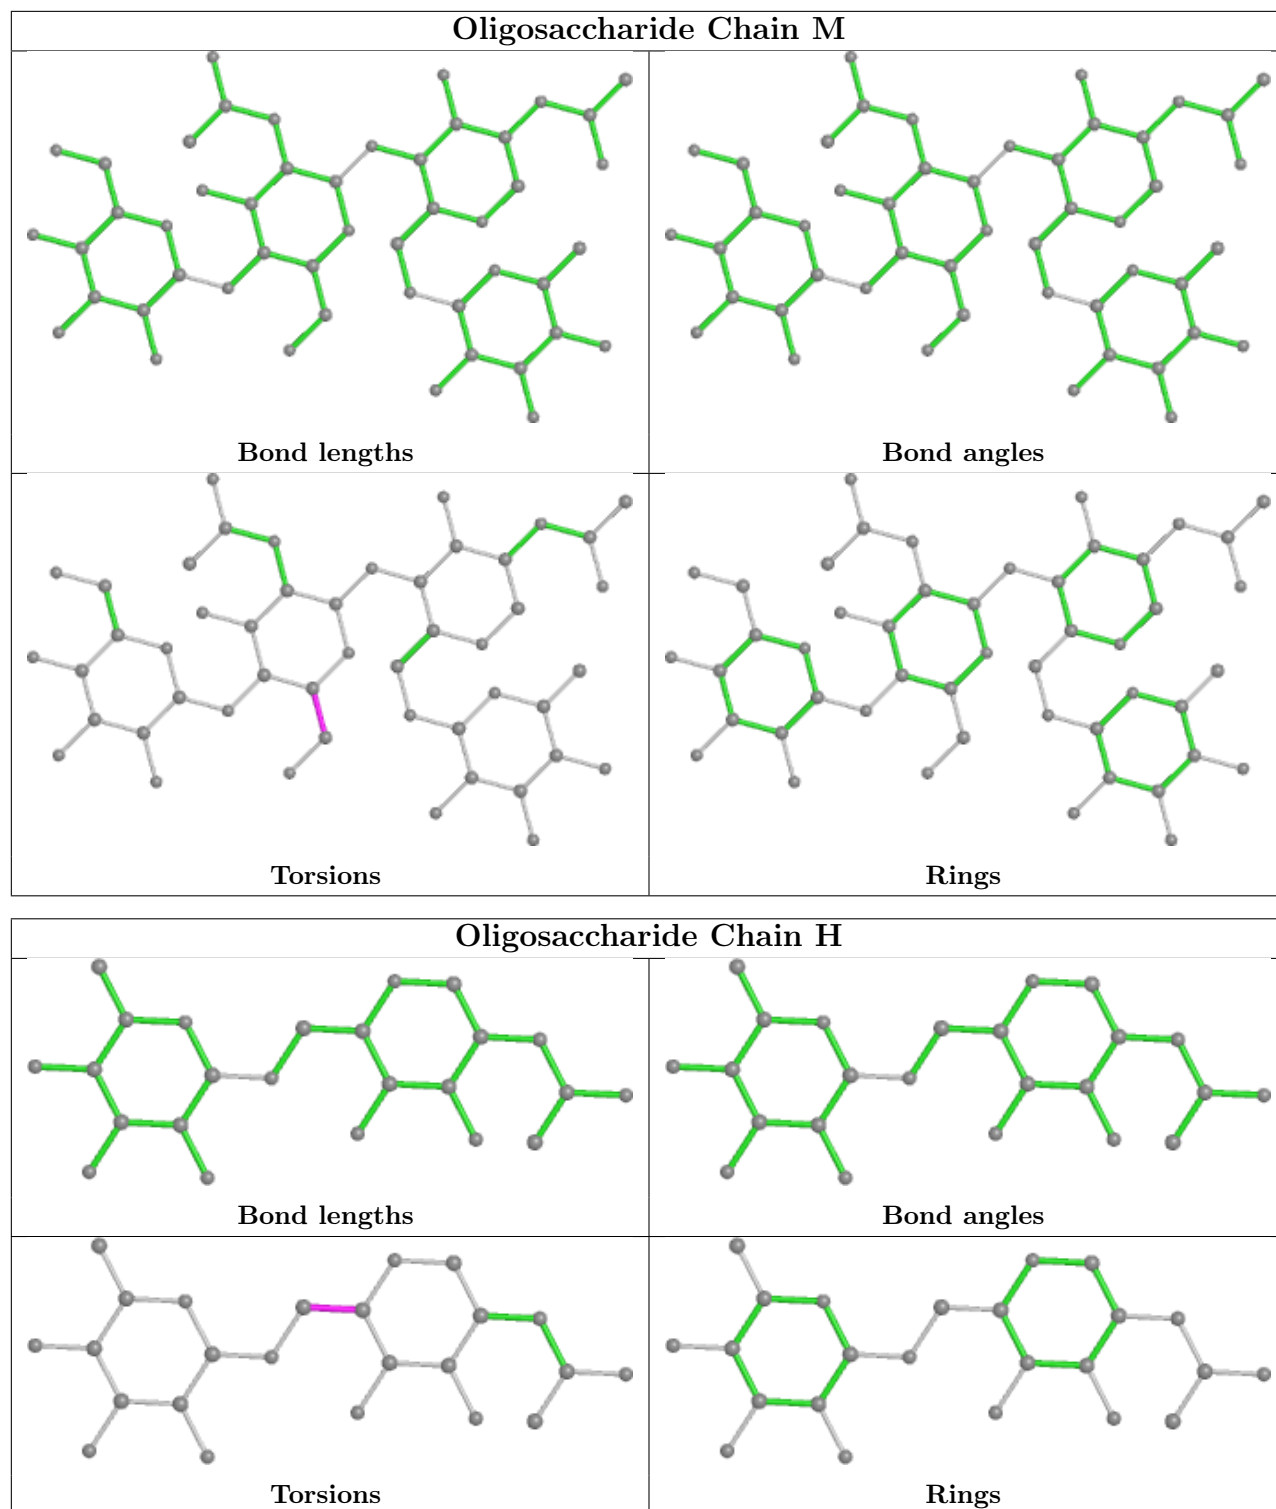 Oligosaccharide Chain M
Bond lengths
Bond angles
Torsions
Rings
Oligosaccharide Chain H
Bond lengths
Bond angles
Torsions
Rings